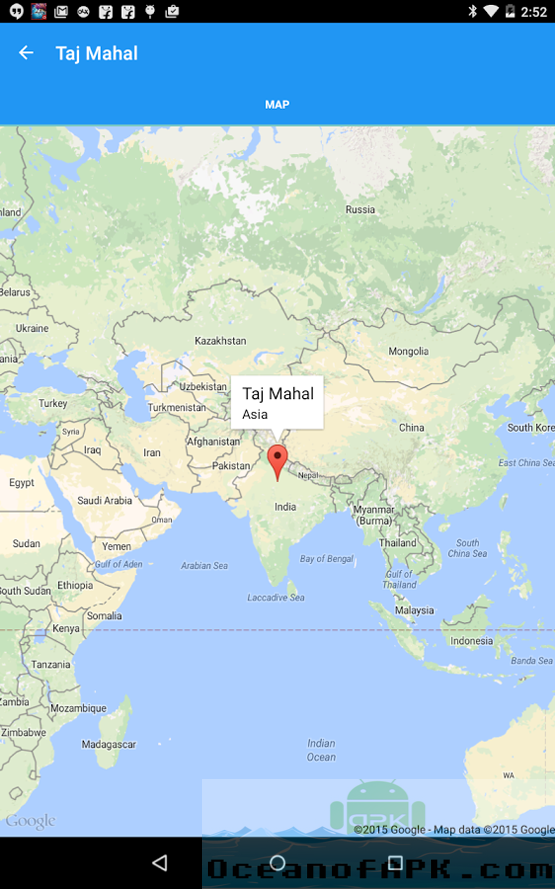 2:52
Taj Mahal
MAP
Russia
Belarus
Ukraine
Kazakhstan
Mongolia
Uzbekistan
Taj Mahal
Asia
Turkey
Turkmenistan
China
South Kore
Syria
Iraq
Iran
Afghanistan
Pakistan
East China Sea
Nepal
Egypt
Saudi Arabia
India
Oman
Myanmar
(Burma)
Sudan
Yemen
Thailand
South
China Sea
Gulf of Aden
Arabian Sea
Bay of Bengal
Gulf of
Thailand
Ethiopia
South Sudan
Laccadive Sea
Somalia
Malaysia
Kenya
Indonesia
Tanzania
Banda Sea
Zambia
Mozambique
Zimbabwe
Madagascar
Indian
Ocean
WA
APK
Google
©2015 Google - Map data ©2015 Google
OceanofAPK.com